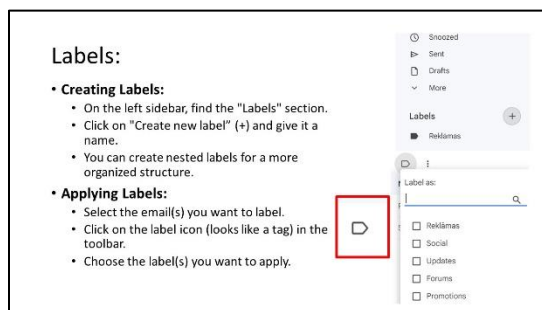 Labels:
• Creating Labels:
• On the left sidebar, find the "Labels" section.
• Click on "Create new label" (+) and give it a
name.
• You can create nested labels for a more
organized structure.
• Applying Labels:
• Select the email(s) you want to label.
• Click on the label icon (looks like a tag) in the
toolbar.
• Choose the label(s) you want to apply.
Snoozed
Sent
Drafts
More
Labels
Reklāmas
Label as:
Reklāmas
Social
Updates
Forums
Promotions